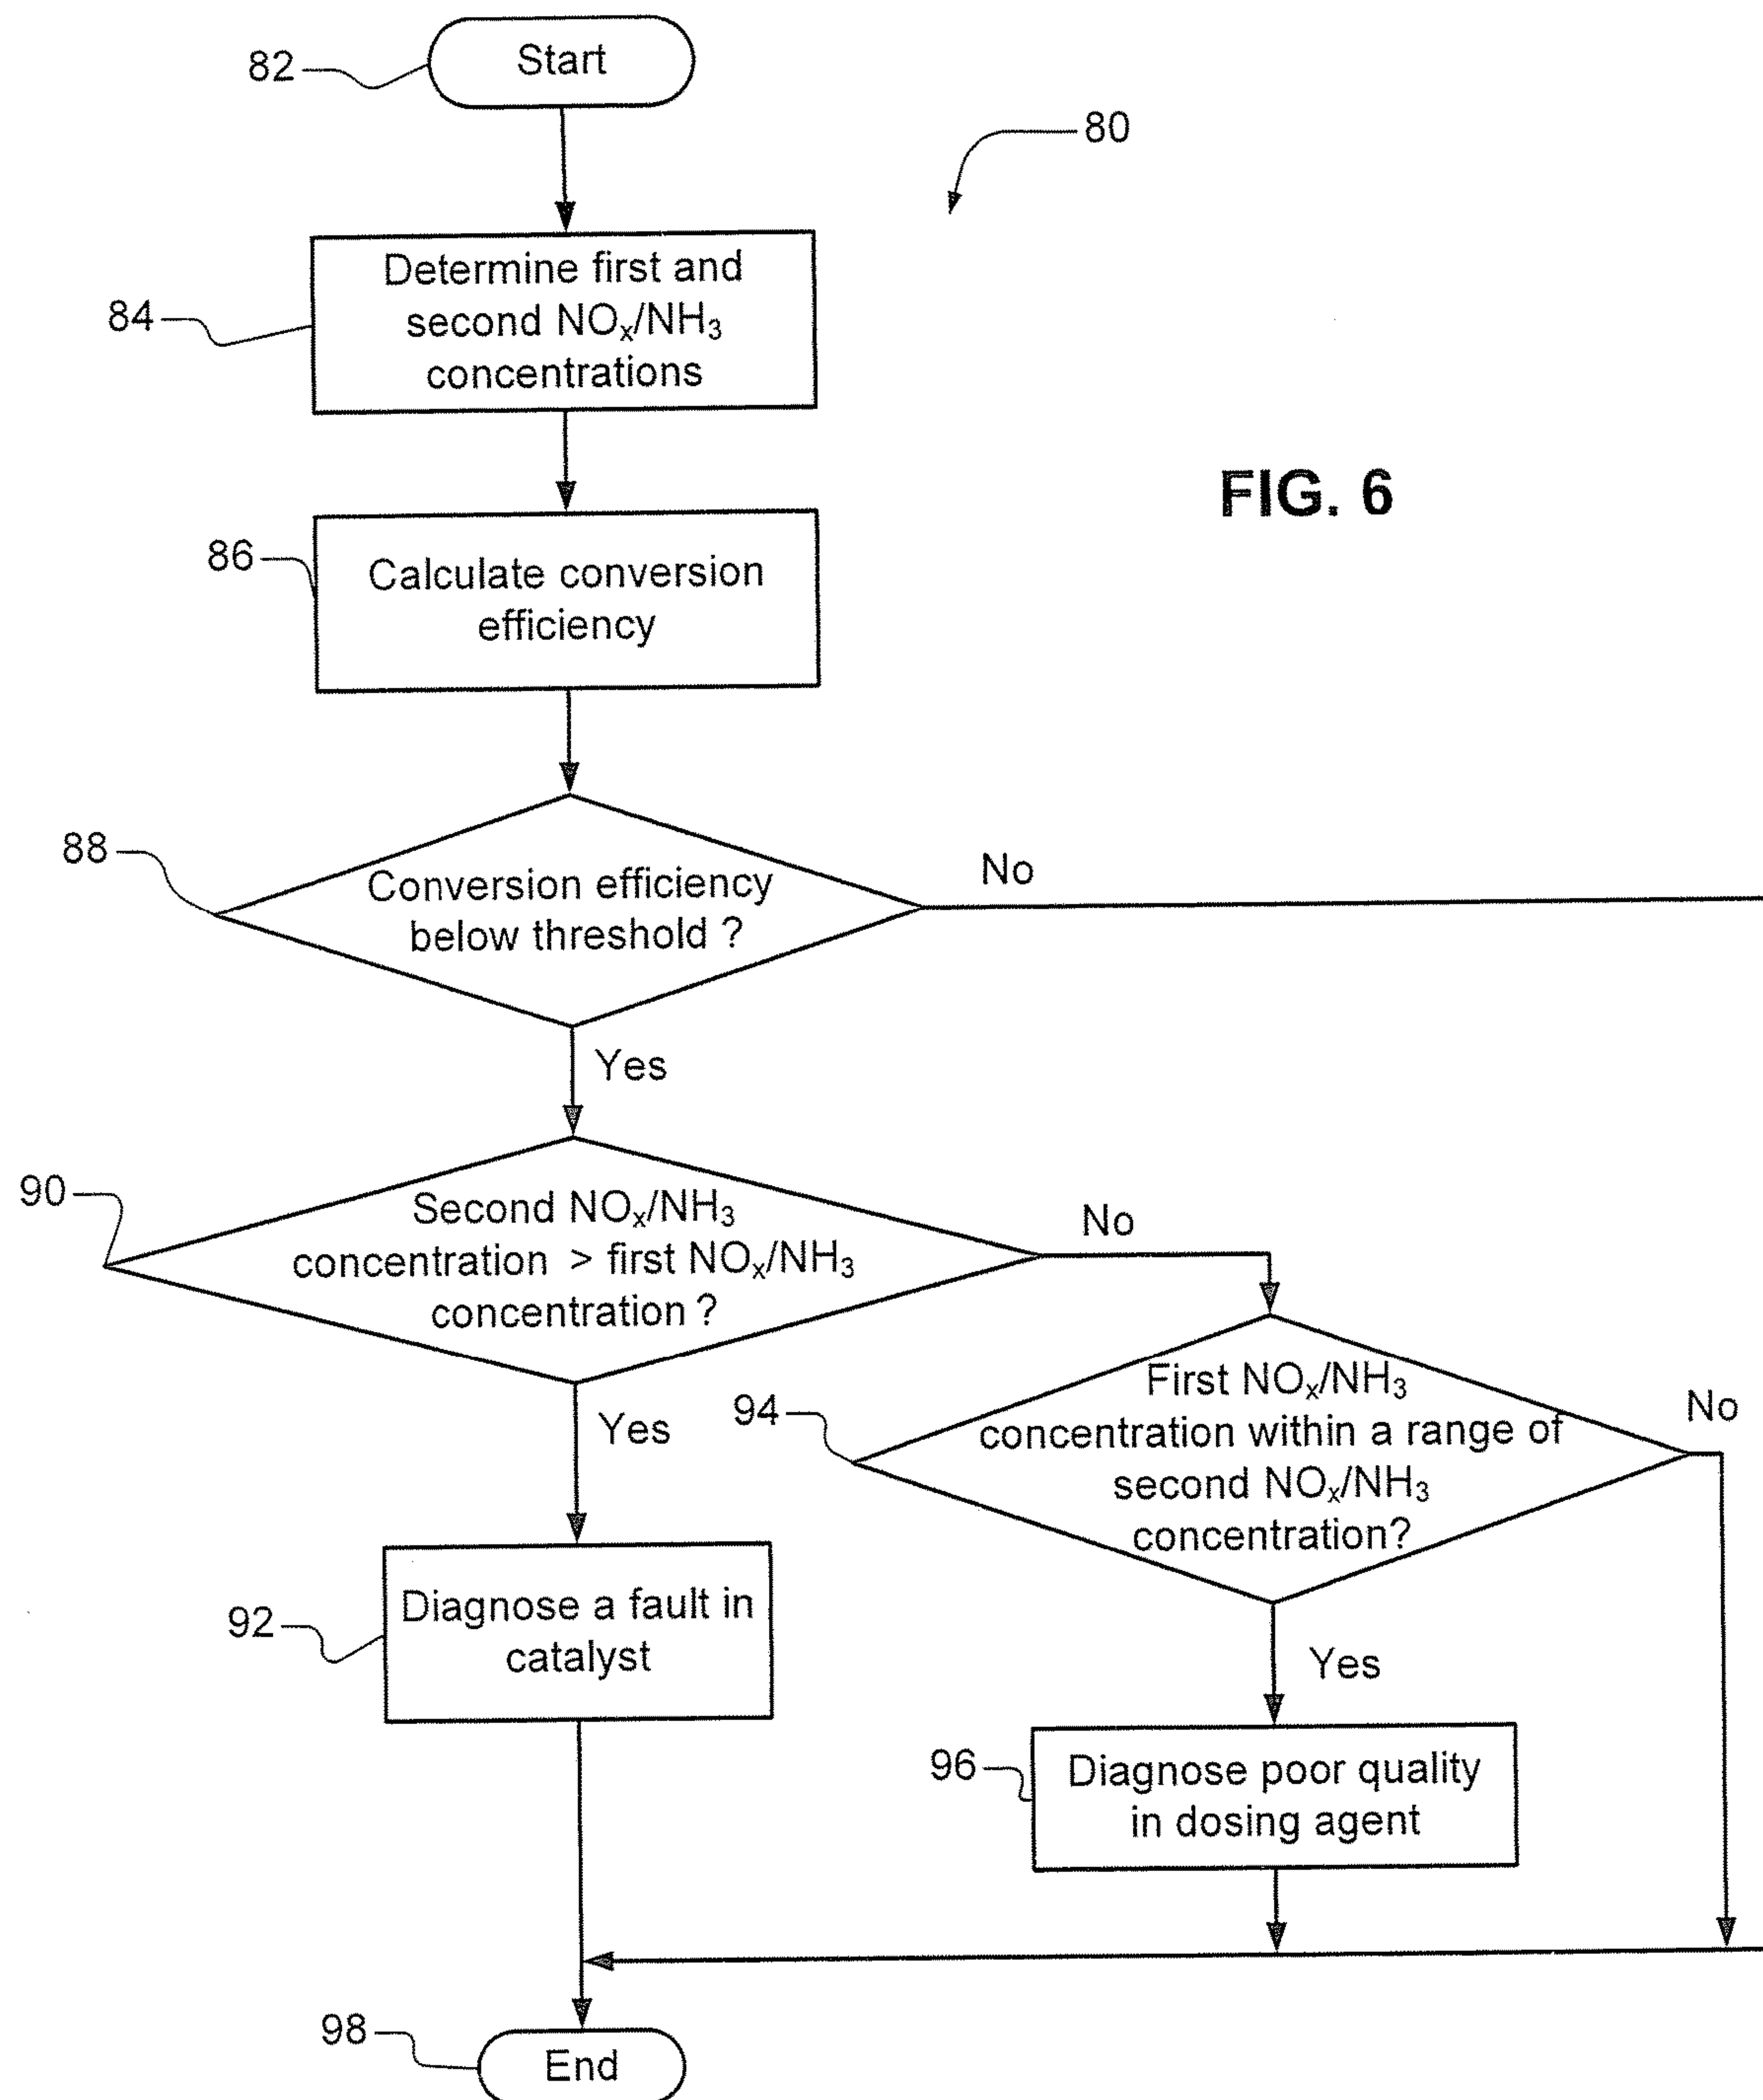 82
Start
80
84
Determine first and
second NOₓ/NH₃
concentrations
FIG. 6
86
Calculate conversion
efficiency
88
Conversion efficiency
below threshold ?
No
Yes
90
Second NOₓ/NH₃
concentration > first NOₓ/NH₃
concentration ?
No
Yes
94
First NOₓ/NH₃
concentration within a range of
second NOₓ/NH₃
concentration?
No
Yes
92
Diagnose a fault in
catalyst
96
Diagnose poor quality
in dosing agent
98
End